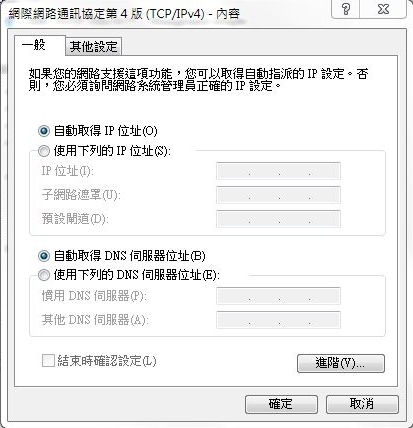 網際網路通訊協定第 4 版 (TCP/IPv4) - 內容
?
一般
其他設定
如果您的網路支援這項功能，您可以取得自動指派的 IP 設定。否
則，您必須詢問網路系統管理員正確的 IP 設定。
自動取得 IP 位址(O)
使用下列的 IP 位址(S):
IP 位址(I):
子網路遮罩(U):
預設閘道(D):
自動取得 DNS 伺服器位址(B)
使用下列的 DNS 伺服器位址(E):
慣用 DNS 伺服器(P):
其他 DNS 伺服器(A):
結束時確認設定(L)
進階(V)...
確定
取消